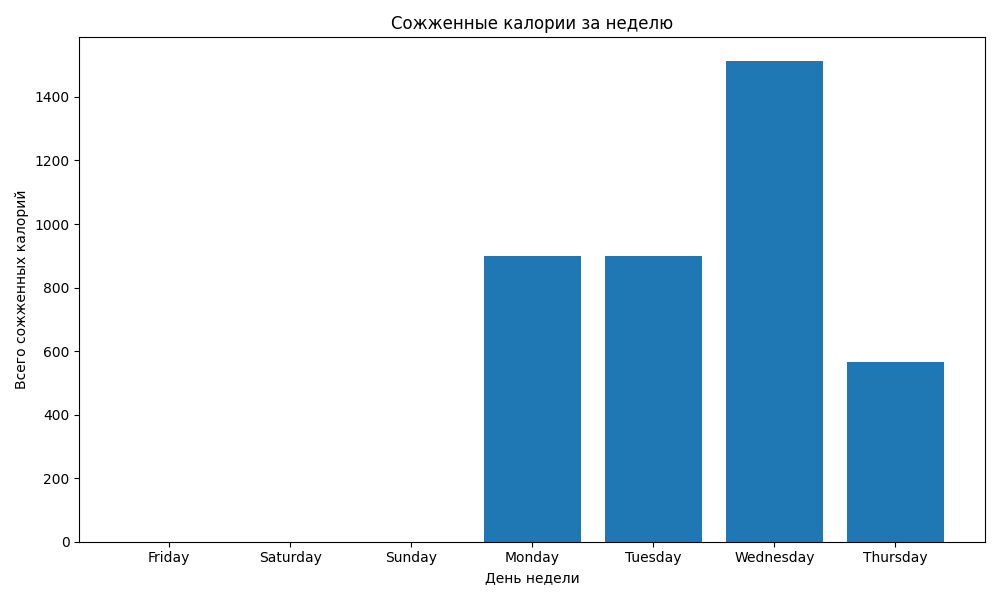 Сожженные калории за неделю
Всего сожженных калорий
1400
1200
1000
800
600
400
200
0
Friday Saturday Sunday Monday Tuesday Wednesday Thursday
День недели